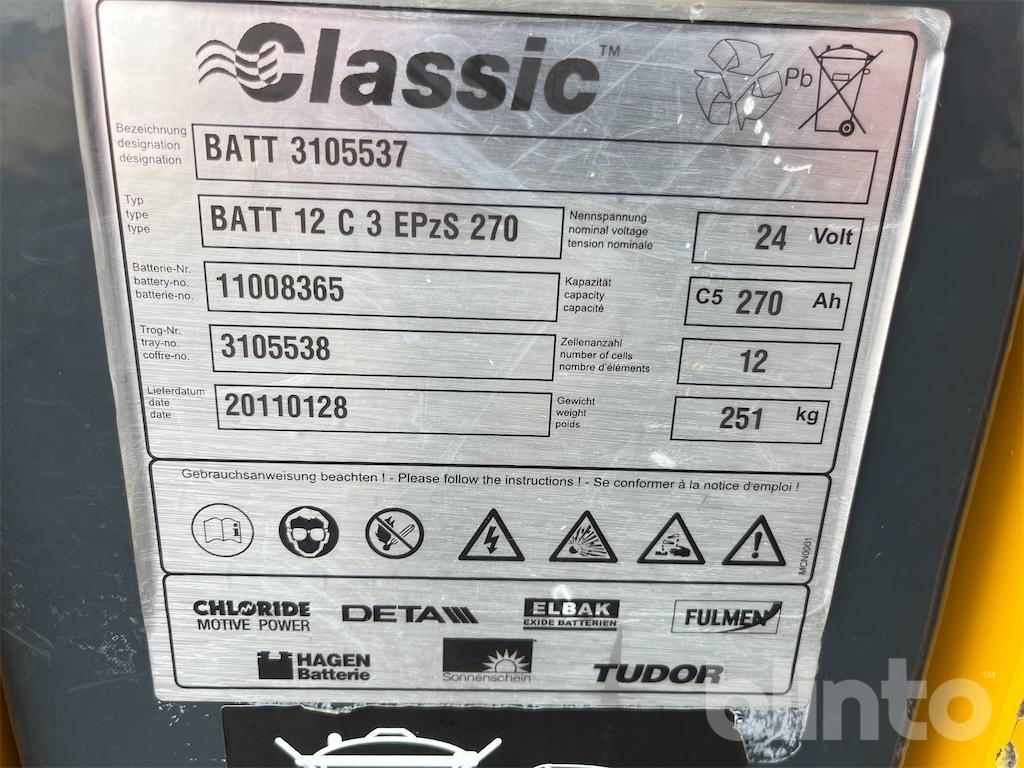 Classic™
Pb
Bezeichnung
designation
désignation
BATT 3105537
Typ
type
type
BATT 12 C 3 EPzS 270
Nennspannung
nominal voltage
tension nominale
24 Volt
Batterie-Nr.
battery-no.
batterie-no.
11008365
Kapazität
capacity
capacité
C5 270 Ah
Trog-Nr.
tray-no.
coffre-no.
3105538
Zellenanzahl
number of cells
nombre d'éléments
12
Lieferdatum
date
date
20110128
Gewicht
weight
poids
251 kg
Gebrauchsanweisung beachten ! - Please follow the instructions ! - Se conformer à la notice d'emploi !
MCN0001
CHLORIDE
MOTIVE POWER
DETA
ELBAK
EXIDE BATTERIEN
FULMEN
HAGEN
Batterie
Sonnenschein
TUDOR
blinto™